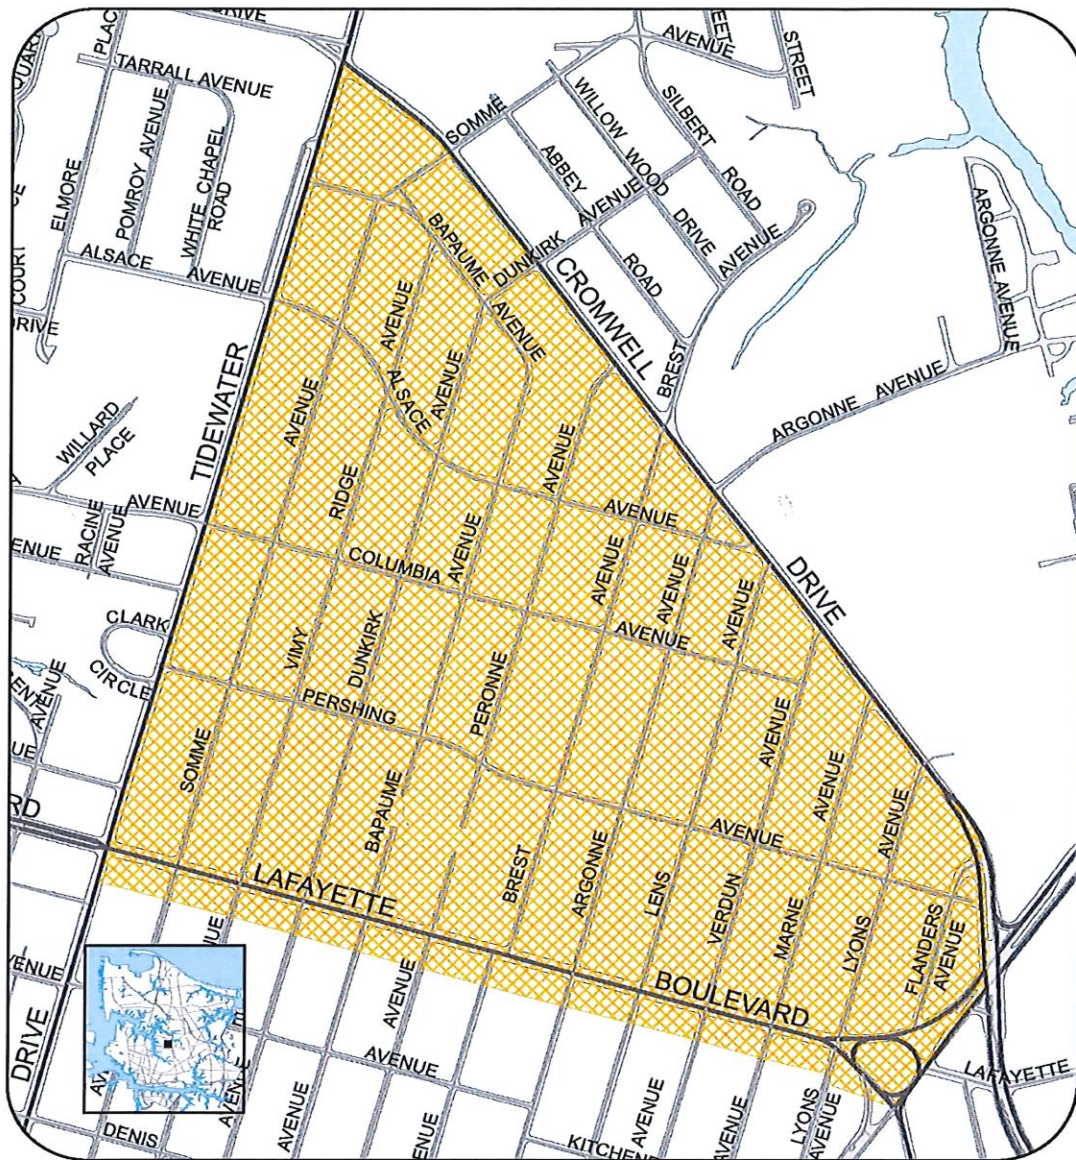 DRIVE
PLAC
TARRALL AVENUE
ELMORE
POMROY AVENUE
WHITE CHAPEL
ROAD
ALSACE AVENUE
COURT
WILLARD
PLACE
AVENUE
RACINE
AVENUE
CLARK
CIRCLE
AVENUE
TIDEWATER
DRIVE
AVENUE
STREET
SOMME
WILLOW WOOD DRIVE
SILBERT ROAD
ABBEY ROAD
DUNKIRK AVENUE
BREST AVENUE
ARGONNE AVENUE
ARGONNE AVENUE
CROMWELL DRIVE
BAPAUME AVENUE
AVENUE
AVENUE
AVENUE
ALSACE AVENUE
AVENUE
RIDGE
VIMY
COLUMBIA AVENUE
DUNKIRK
AVENUE
PERONNE
AVENUE
AVENUE
AVENUE
PERSHING AVENUE
SOMME
BAPAUME
BREST
ARGONNE
LENS
VERDUN
AVENUE
MARNE
AVENUE
LYONS
AVENUE
FLANDERS
AVENUE
LAFAYETTE BOULEVARD
LAFAYETTE
AVENUE
AVENUE
AVENUE
AVENUE
LYONS
AVENUE
DENIS